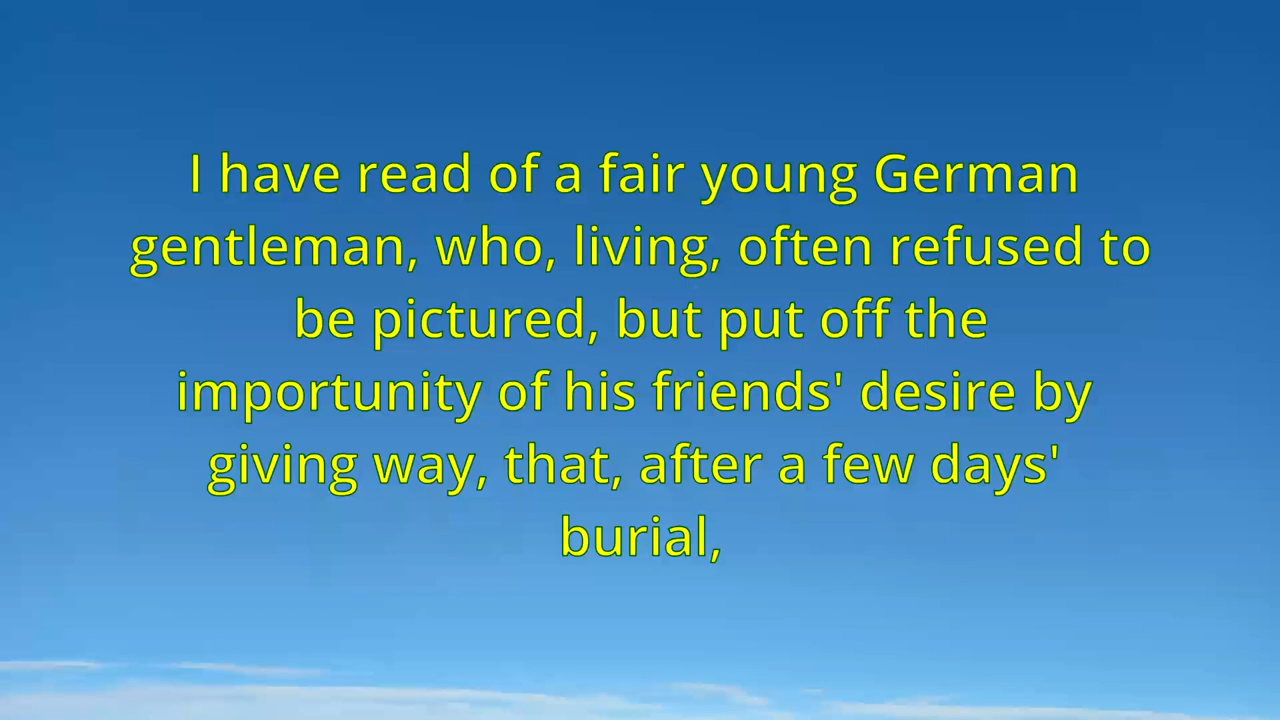 I have read of a fair young German
gentleman, who, living, often refused to
be pictured, but put off the
importunity of his friends' desire by
giving way, that, after a few days'
burial,